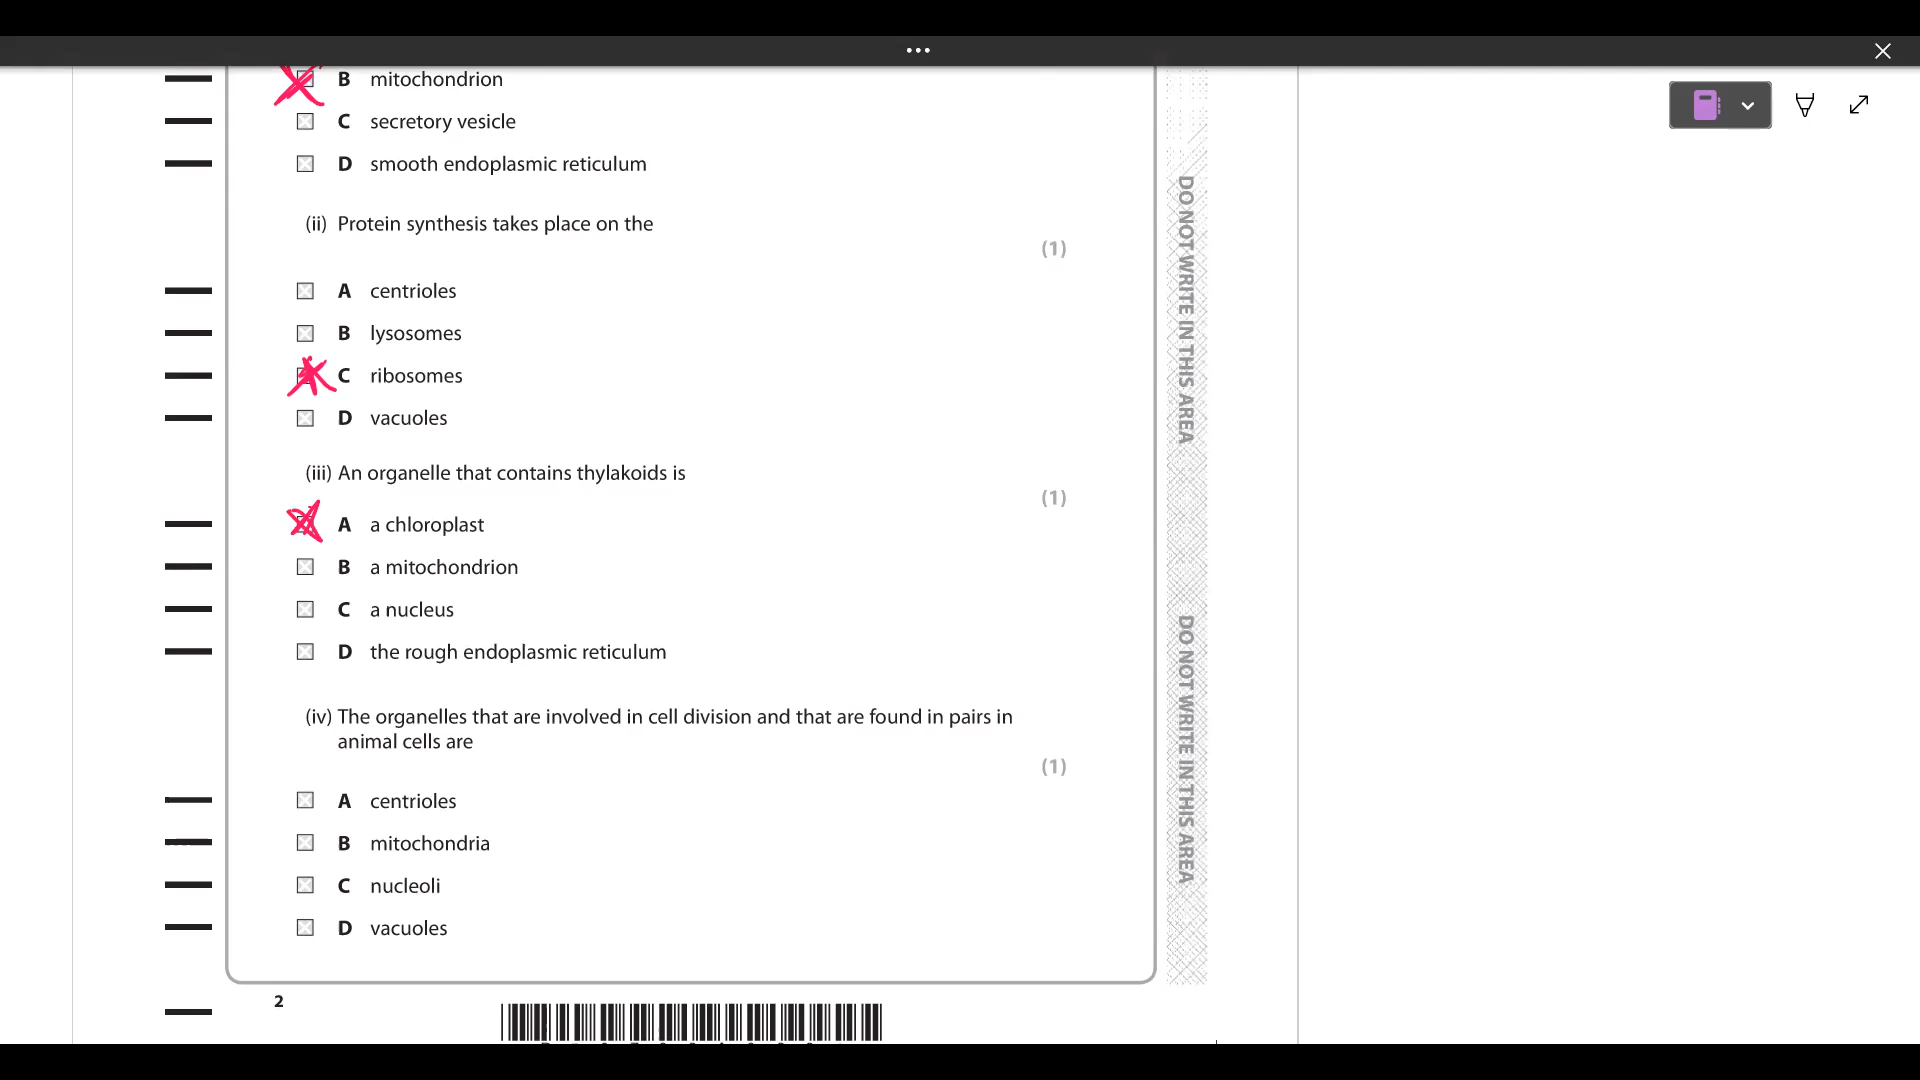 B mitochondrion
C secretory vesicle
D smooth endoplasmic reticulum
(ii) Protein synthesis takes place on the
(1)
A centrioles
B lysosomes
C ribosomes
D vacuoles
(iii) An organelle that contains thylakoids is
(1)
A a chloroplast
B a mitochondrion
C a nucleus
D the rough endoplasmic reticulum
(iv) The organelles that are involved in cell division and that are found in pairs in
animal cells are
(1)
A centrioles
B mitochondria
C nucleoli
D vacuoles
2
DO NOT WRITE IN THIS AREA
DO NOT WRITE IN THIS AREA